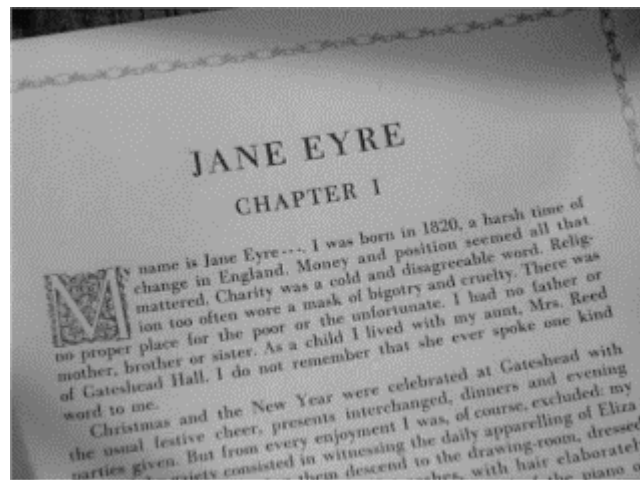 JANE EYRE
CHAPTER I
My name is Jane Eyre.... I was born in 1820, a harsh time of
change in England. Money and position seemed all that
mattered. Charity was a cold and disagreeable word. Relig-
ion too often wore a mask of bigotry and cruelty. There was
no proper place for the poor or the unfortunate. I had no father or
mother, brother or sister. As a child I lived with my aunt, Mrs. Reed
of Gateshead Hall. I do not remember that she ever spoke one kind
word to me.
Christmas and the New Year were celebrated at Gateshead with
the usual festive cheer, presents interchanged, dinners and evening
parties given. But from every enjoyment I was, of course, excluded: my
gaiety consisted in witnessing the daily apparelling of Eliza
them descend to the drawing-room, dressed
with hair elaborately
of the piano